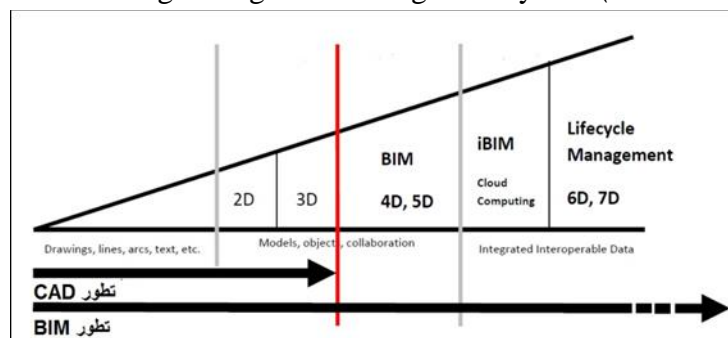 2D
3D
BIM
4D, 5D
iBIM
Cloud
Computing
Lifecycle
Management
6D, 7D
Drawings, lines, arcs, text, etc.
Models, objects, collaboration
Integrated Interoperable Data
تطور CAD
تطور BIM